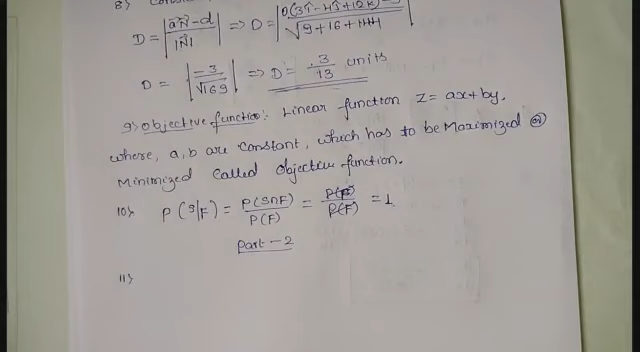 8)
D = |a⃗N⃗ - d / |N⃗|| ⇒ D = |0(3î - 4ĵ + 12k̂) - 3 / √9+16+144|
D = |-3/√169| ⇒ D = 3/13 units
9) Objective function: Linear function Z = ax+by,
where, a, b are constant, which has to be Maximized or
Minimized called objective function.
10) P(S|F) = P(S∩F)/P(F) = P(F)/P(F) = 1.
Part - 2
11)